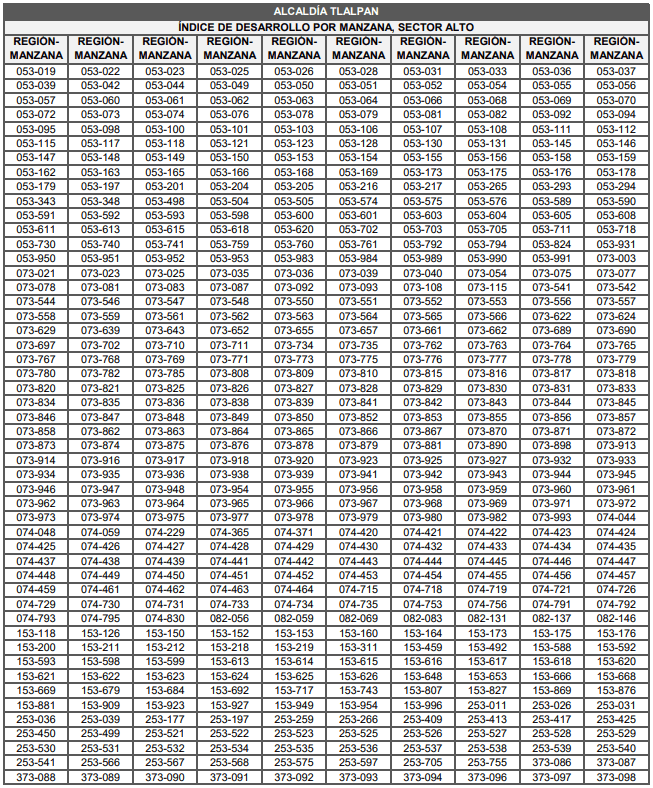 ALCALDÍA TLALPAN
ÍNDICE DE DESARROLLO POR MANZANA, SECTOR ALTO
REGIÓN- REGIÓN- REGIÓN- REGIÓN- REGIÓN- REGIÓN- REGIÓN- REGIÓN- REGIÓN- REGIÓN-
MANZANA MANZANA MANZANA MANZANA MANZANA MANZANA MANZANA MANZANA MANZANA MANZANA
053-019 053-022 053-023 053-025 053-026 053-028 053-031 053-033 053-036 053-037
053-039 053-042 053-044 053-049 053-050 053-051 053-052 053-054 053-055 053-056
053-057 053-060 053-061 053-062 053-063 053-064 053-066 053-068 053-069 053-070
053-072 053-073 053-074 053-076 053-078 053-079 053-081 053-082 053-092 053-094
053-095 053-098 053-100 053-101 053-103 053-106 053-107 053-108 053-111 053-112
053-115 053-117 053-118 053-121 053-123 053-128 053-130 053-131 053-145 053-146
053-147 053-148 053-149 053-150 053-153 053-154 053-155 053-156 053-158 053-159
053-162 053-163 053-165 053-166 053-168 053-169 053-173 053-175 053-176 053-178
053-179 053-197 053-201 053-204 053-205 053-216 053-217 053-265 053-293 053-294
053-343 053-348 053-498 053-504 053-505 053-574 053-575 053-576 053-589 053-590
053-591 053-592 053-593 053-598 053-600 053-601 053-603 053-604 053-605 053-608
053-611 053-613 053-615 053-618 053-620 053-702 053-703 053-705 053-711 053-718
053-730 053-740 053-741 053-759 053-760 053-761 053-792 053-794 053-824 053-931
053-950 053-951 053-952 053-953 053-983 053-984 053-989 053-990 053-991 073-003
073-021 073-023 073-025 073-035 073-036 073-039 073-040 073-054 073-075 073-077
073-078 073-081 073-083 073-087 073-092 073-093 073-108 073-115 073-541 073-542
073-544 073-546 073-547 073-548 073-550 073-551 073-552 073-553 073-556 073-557
073-558 073-559 073-561 073-562 073-563 073-564 073-565 073-566 073-622 073-624
073-629 073-639 073-643 073-652 073-655 073-657 073-661 073-662 073-689 073-690
073-697 073-702 073-710 073-711 073-734 073-735 073-762 073-763 073-764 073-765
073-767 073-768 073-769 073-771 073-773 073-775 073-776 073-777 073-778 073-779
073-780 073-782 073-785 073-808 073-809 073-810 073-815 073-816 073-817 073-818
073-820 073-821 073-825 073-826 073-827 073-828 073-829 073-830 073-831 073-833
073-834 073-835 073-836 073-838 073-839 073-841 073-842 073-843 073-844 073-845
073-846 073-847 073-848 073-849 073-850 073-852 073-853 073-855 073-856 073-857
073-858 073-862 073-863 073-864 073-865 073-866 073-867 073-870 073-871 073-872
073-873 073-874 073-875 073-876 073-878 073-879 073-881 073-890 073-898 073-913
073-914 073-916 073-917 073-918 073-920 073-923 073-925 073-927 073-932 073-933
073-934 073-935 073-936 073-938 073-939 073-941 073-942 073-943 073-944 073-945
073-946 073-947 073-948 073-954 073-955 073-956 073-958 073-959 073-960 073-961
073-962 073-963 073-964 073-965 073-966 073-967 073-968 073-969 073-971 073-972
073-973 073-974 073-975 073-977 073-978 073-979 073-980 073-982 073-993 074-044
074-048 074-059 074-229 074-365 074-371 074-420 074-421 074-422 074-423 074-424
074-425 074-426 074-427 074-428 074-429 074-430 074-432 074-433 074-434 074-435
074-437 074-438 074-439 074-441 074-442 074-443 074-444 074-445 074-446 074-447
074-448 074-449 074-450 074-451 074-452 074-453 074-454 074-455 074-456 074-457
074-459 074-461 074-462 074-463 074-464 074-715 074-718 074-719 074-721 074-726
074-729 074-730 074-731 074-733 074-734 074-735 074-753 074-756 074-791 074-792
074-793 074-795 074-830 082-056 082-059 082-069 082-083 082-131 082-137 082-146
153-118 153-126 153-150 153-152 153-153 153-160 153-164 153-173 153-175 153-176
153-200 153-211 153-212 153-218 153-219 153-311 153-459 153-492 153-588 153-592
153-593 153-598 153-599 153-613 153-614 153-615 153-616 153-617 153-618 153-620
153-621 153-622 153-623 153-624 153-625 153-626 153-648 153-653 153-666 153-668
153-669 153-679 153-684 153-692 153-717 153-743 153-807 153-827 153-869 153-876
153-881 153-909 153-923 153-927 153-949 153-954 153-996 253-011 253-026 253-031
253-036 253-039 253-177 253-197 253-259 253-266 253-409 253-413 253-417 253-425
253-450 253-499 253-521 253-522 253-523 253-525 253-526 253-527 253-528 253-529
253-530 253-531 253-532 253-534 253-535 253-536 253-537 253-538 253-539 253-540
253-541 253-566 253-567 253-568 253-575 253-597 253-705 253-755 373-086 373-087
373-088 373-089 373-090 373-091 373-092 373-093 373-094 373-096 373-097 373-098